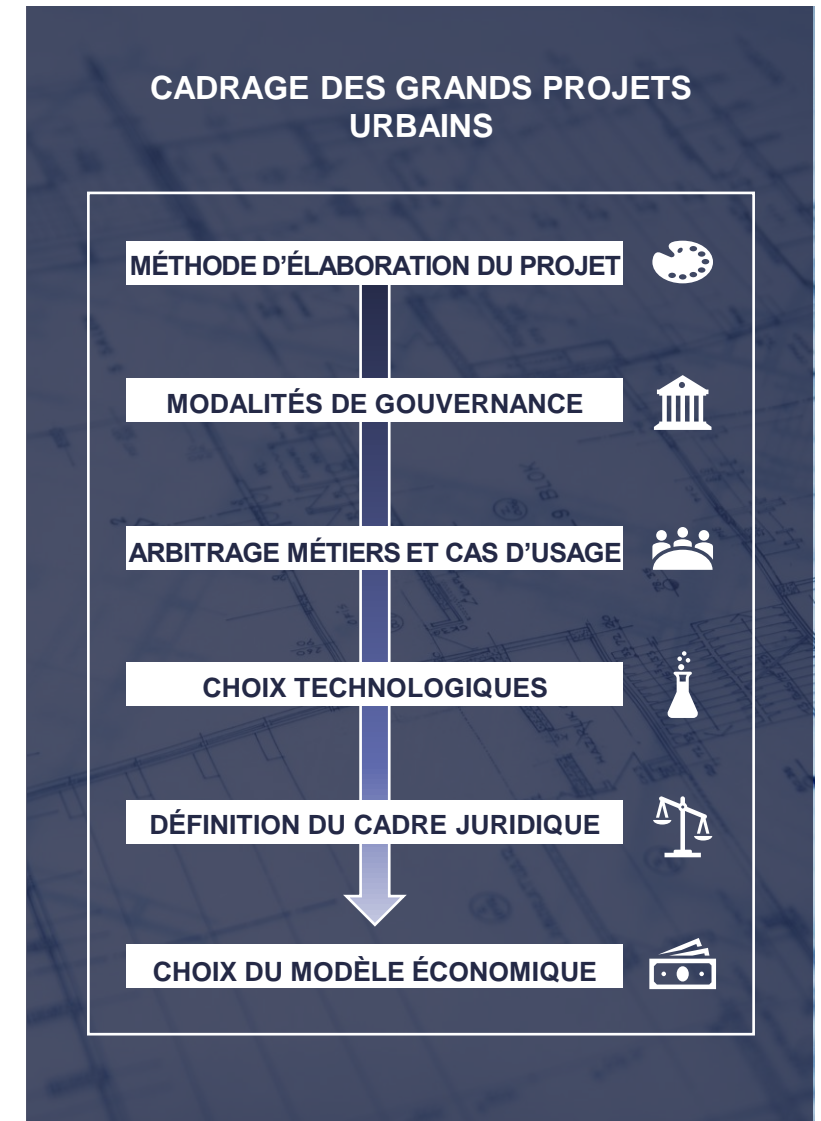 CADRAGE DES GRANDS PROJETS
URBAINS
MÉTHODE D’ÉLABORATION DU PROJET
MODALITÉS DE GOUVERNANCE
ARBITRAGE MÉTIERS ET CAS D’USAGE
CHOIX TECHNOLOGIQUES
DÉFINITION DU CADRE JURIDIQUE
CHOIX DU MODÈLE ÉCONOMIQUE